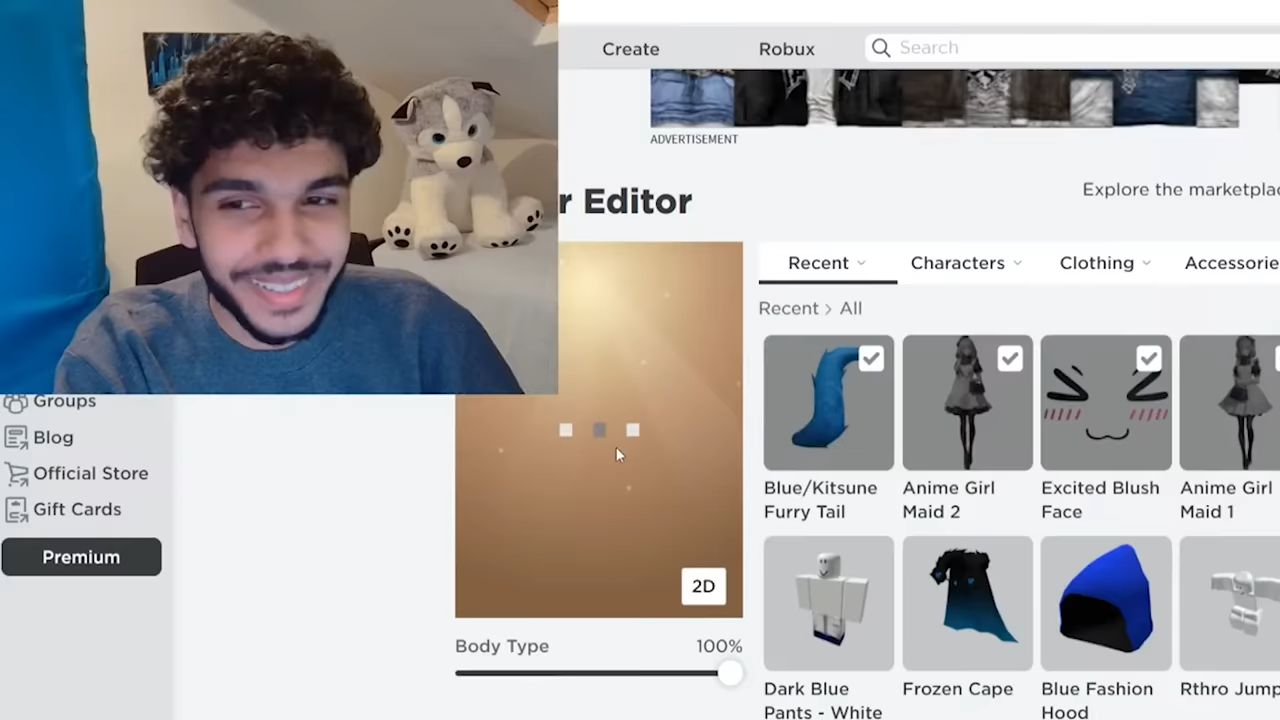 Create
Robux
Search
ADVERTISEMENT
r Editor
Explore the marketplac
Recent
Characters
Clothing
Accessorie
Recent > All
Groups
Blog
Official Store
Gift Cards
Premium
2D
Body Type 100%
Blue/Kitsune
Furry Tail
Anime Girl
Maid 2
Excited Blush
Face
Anime Girl
Maid 1
Dark Blue
Pants - White
Frozen Cape
Blue Fashion
Hood
Rthro Jump